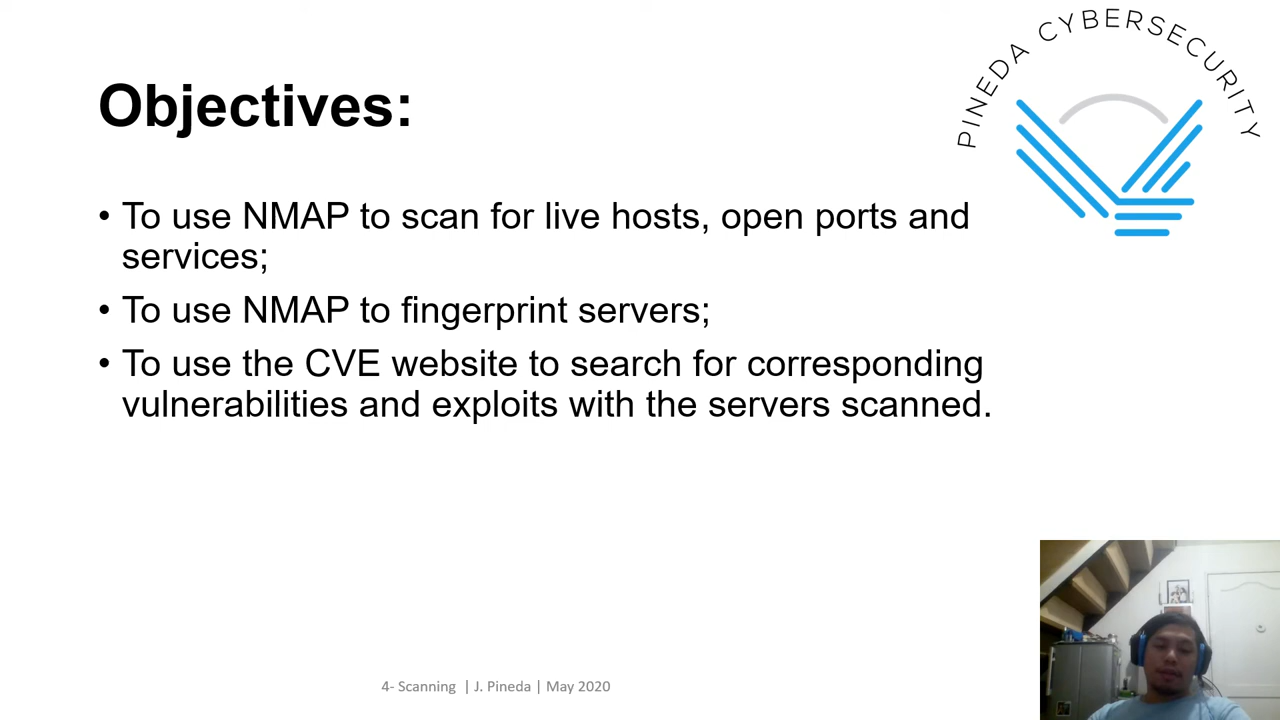 PINEDA CYBERSECURITY
Objectives:
• To use NMAP to scan for live hosts, open ports and
services;
• To use NMAP to fingerprint servers;
• To use the CVE website to search for corresponding
vulnerabilities and exploits with the servers scanned.
4- Scanning | J. Pineda | May 2020